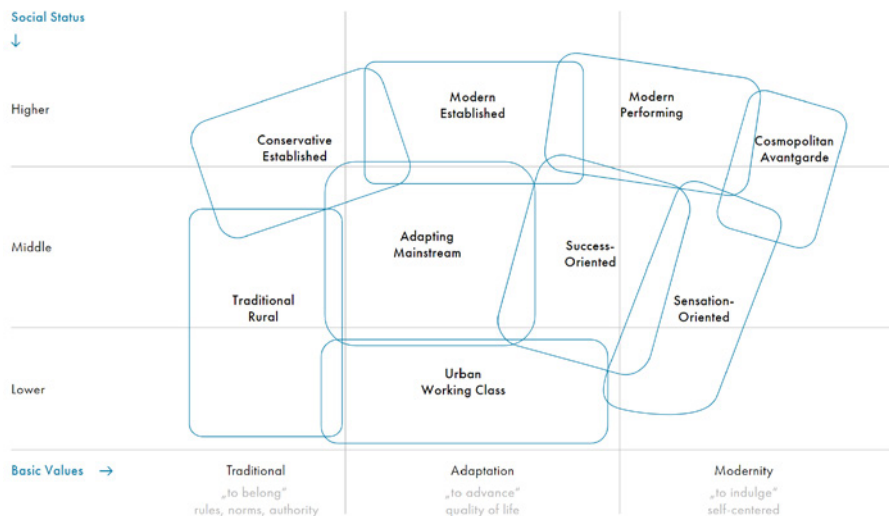 Social Status
↓
Higher
Conservative
Established
Modern
Established
Modern
Performing
Cosmopolitan
Avantgarde
Middle
Traditional
Rural
Adapting
Mainstream
Success-
Oriented
Sensation-
Oriented
Lower
Urban
Working Class
Basic Values →
Traditional
„to belong“
rules, norms, authority
Adaptation
„to advance“
quality of life
Modernity
„to indulge“
self-centered